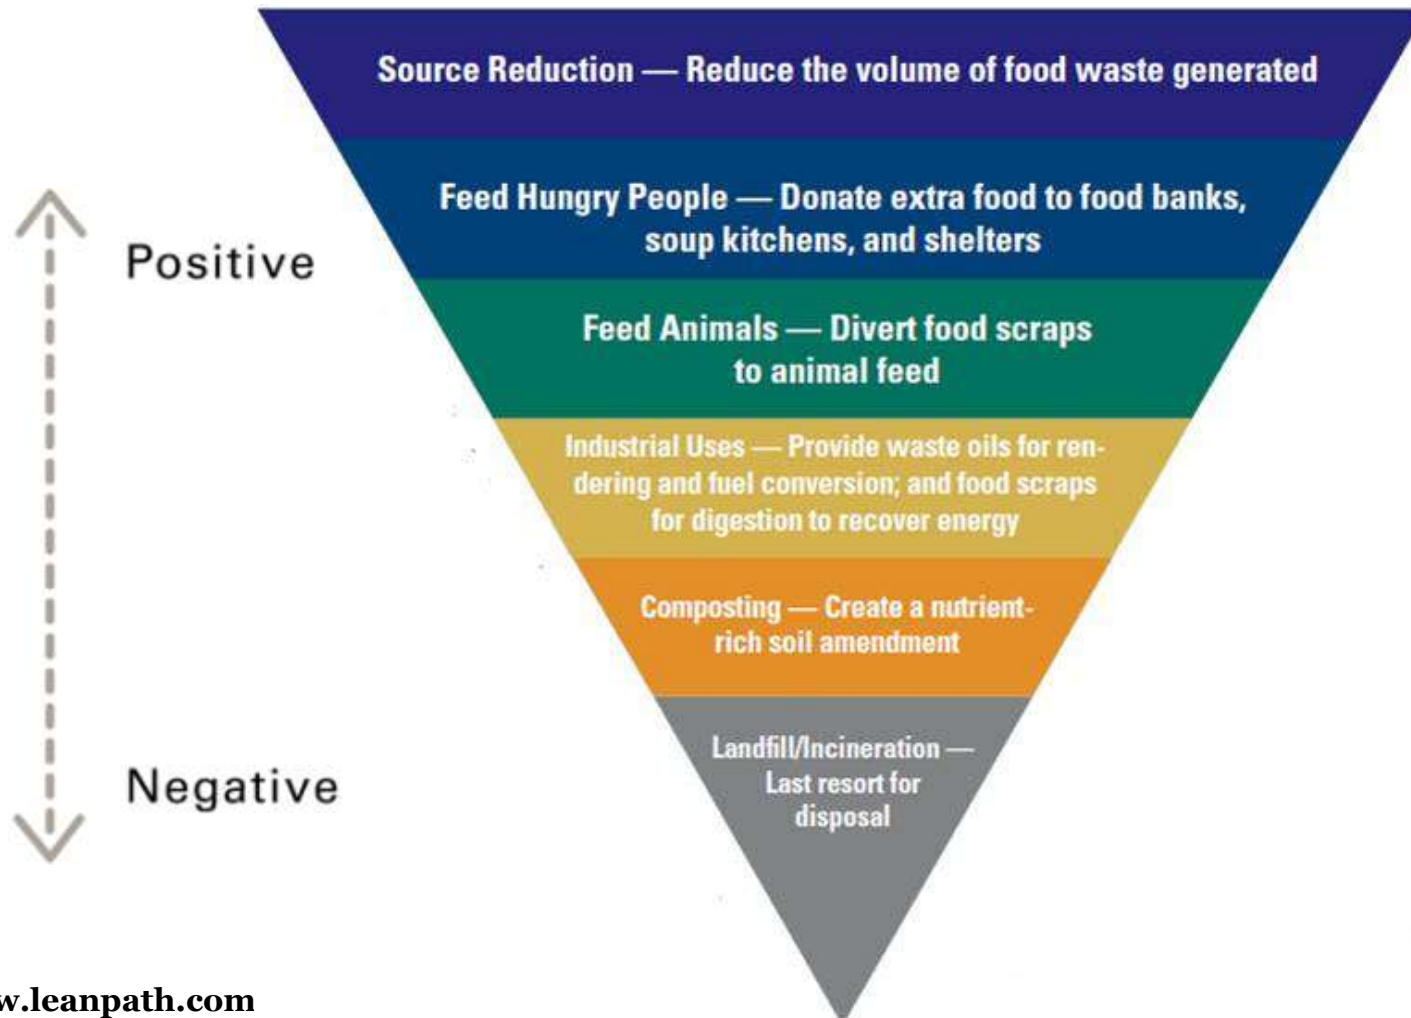 Source Reduction — Reduce the volume of food waste generated
Feed Hungry People — Donate extra food to food banks,
soup kitchens, and shelters
Positive
Feed Animals — Divert food scraps
to animal feed
Industrial Uses — Provide waste oils for ren-
dering and fuel conversion; and food scraps
for digestion to recover energy
Composting — Create a nutrient-
rich soil amendment
Landfill/Incineration —
Last resort for
disposal
Negative
w.leanpath.com